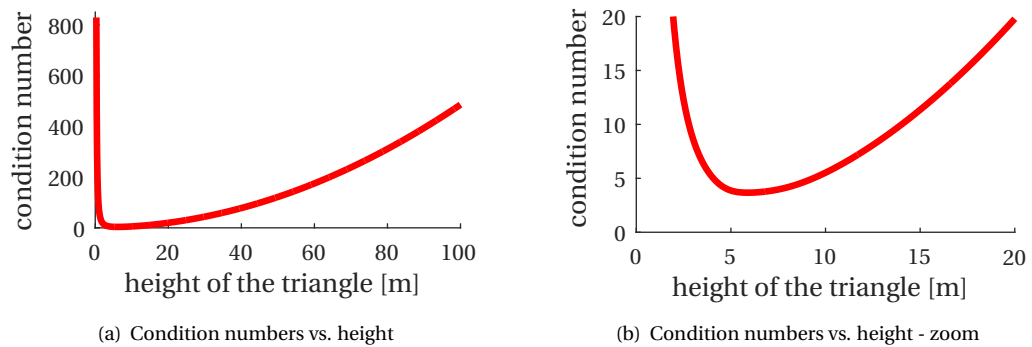 condition number
800
600
400
200
0
0 20 40 60 80 100
height of the triangle [m]
(a) Condition numbers vs. height
condition number
20
15
10
5
0
0 5 10 15 20
height of the triangle [m]
(b) Condition numbers vs. height - zoom